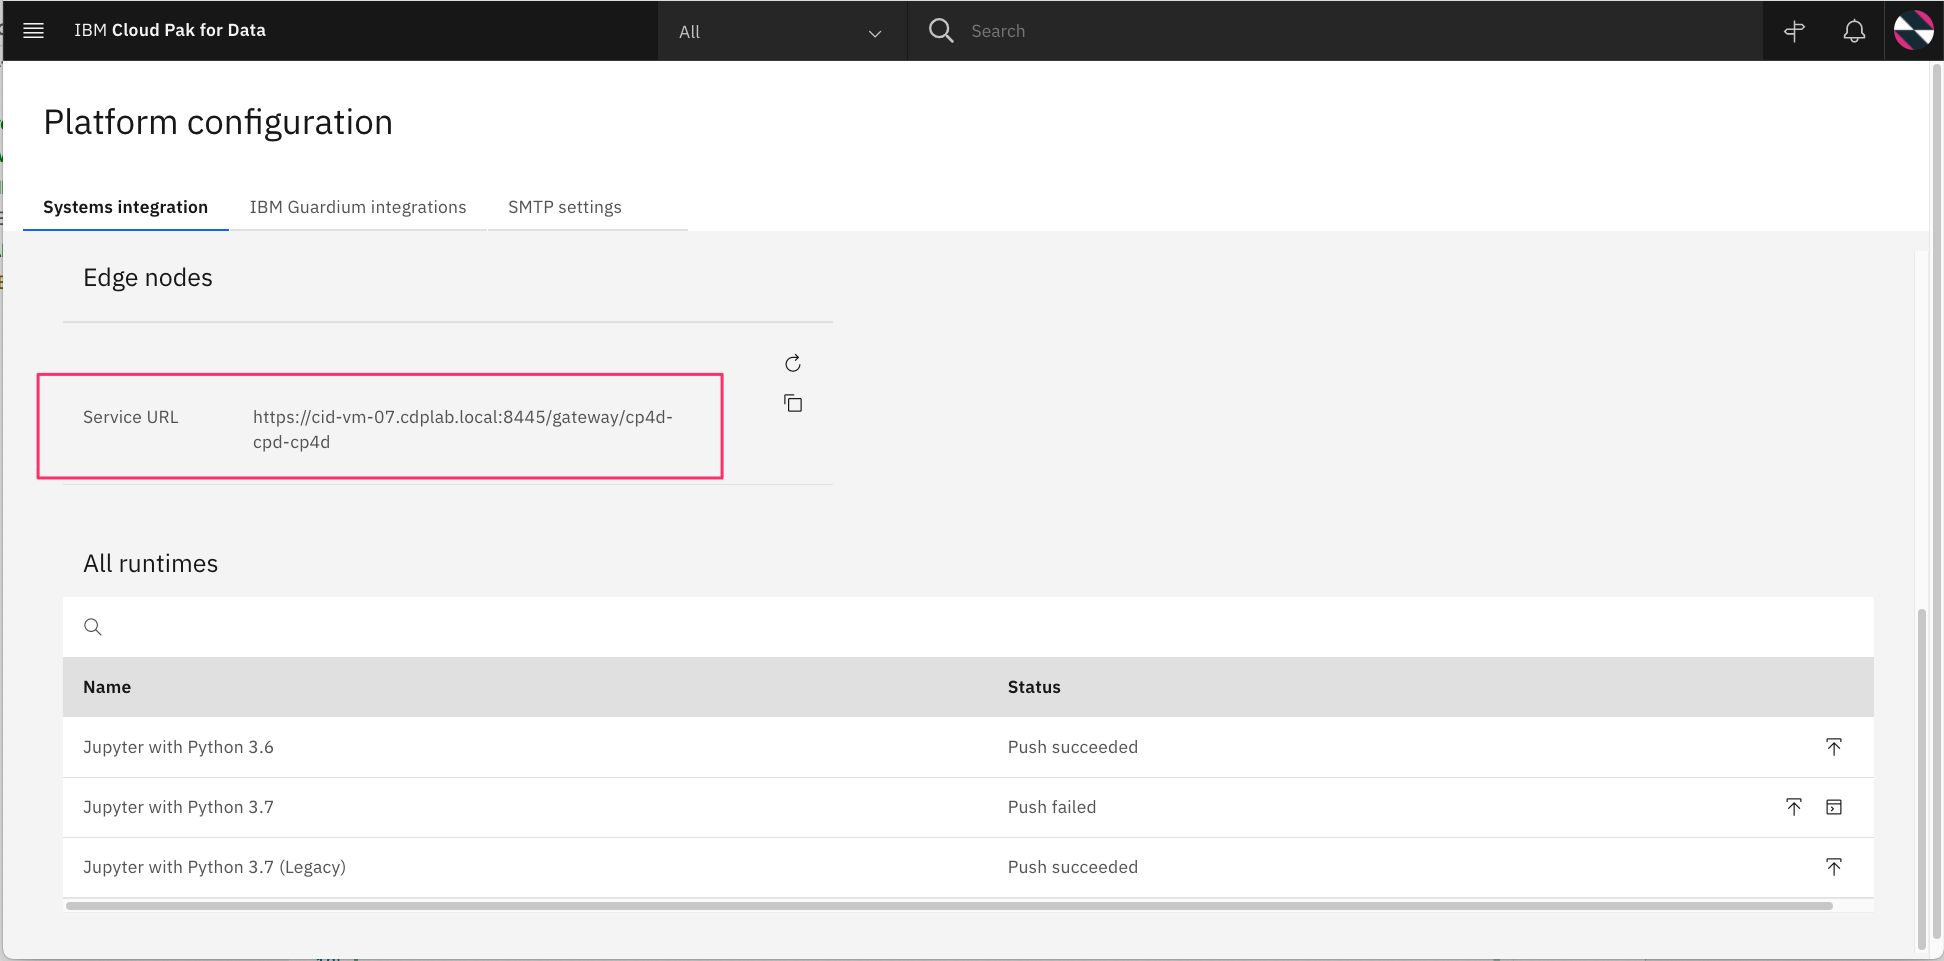 IBM Cloud Pak for Data
All
Search
Platform configuration
Systems integration
IBM Guardium integrations
SMTP settings
Edge nodes
Service URL
https://cid-vm-07.cdplab.local:8445/gateway/cp4d-
cpd-cp4d
All runtimes
Name
Status
Jupyter with Python 3.6
Push succeeded
Jupyter with Python 3.7
Push failed
Jupyter with Python 3.7 (Legacy)
Push succeeded